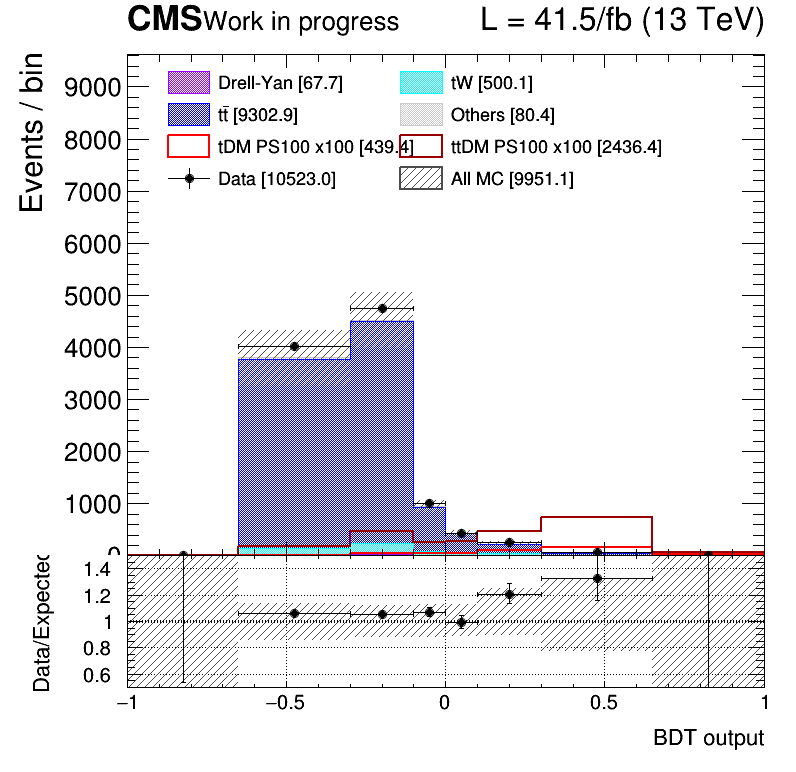 CMS Work in progress L = 41.5/fb (13 TeV)
Events / bin
9000
8000
7000
6000
5000
4000
3000
2000
1000
0
Drell-Yan [67.7] tW [500.1]
tt̄ [9302.9] Others [80.4]
tDM PS100 x100 [439.4] ttDM PS100 x100 [2436.4]
Data [10523.0] All MC [9951.1]
Data/Expected
1.4
1.2
1
0.8
0.6
−1 −0.5 0 0.5 1
BDT output